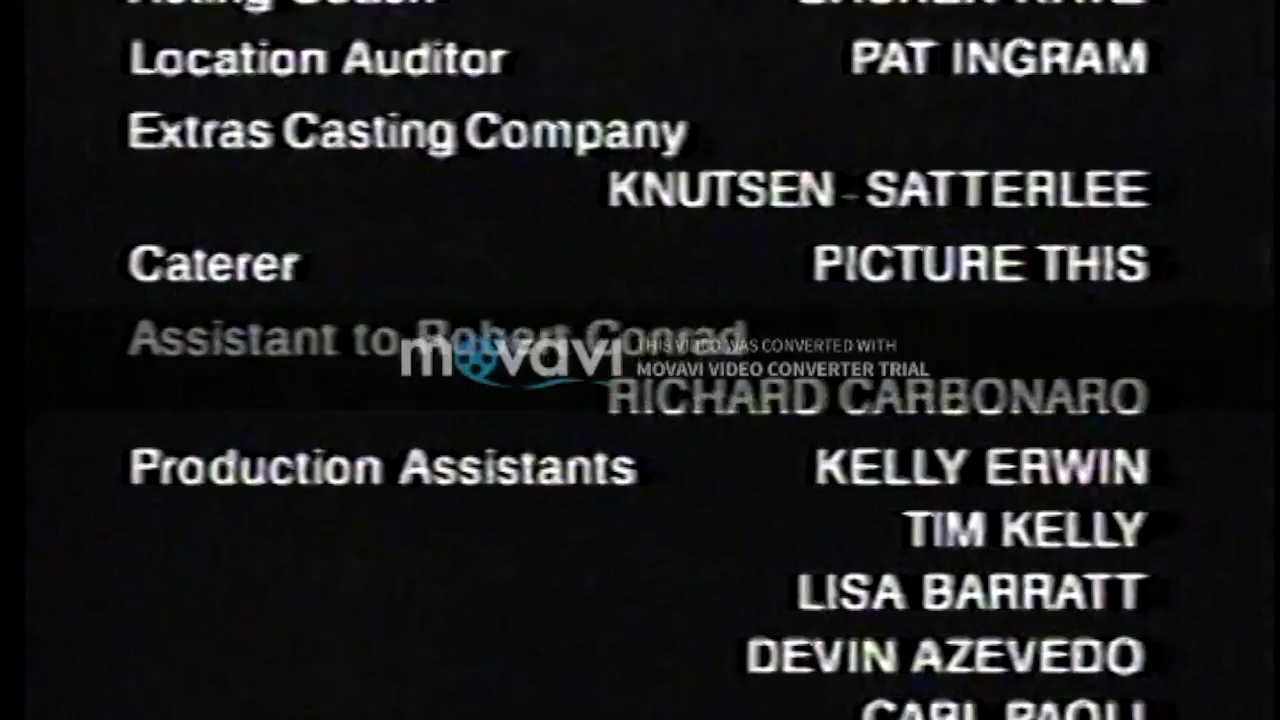 Location Auditor PAT INGRAM
Extras Casting Company
KNUTSEN - SATTERLEE
Caterer PICTURE THIS
Assistant to Robert Conrad
movavi THIS VIDEO WAS CONVERTED WITH
MOVAVI VIDEO CONVERTER TRIAL
RICHARD CARBONARO
Production Assistants KELLY ERWIN
TIM KELLY
LISA BARRATT
DEVIN AZEVEDO
CARL PAOLI